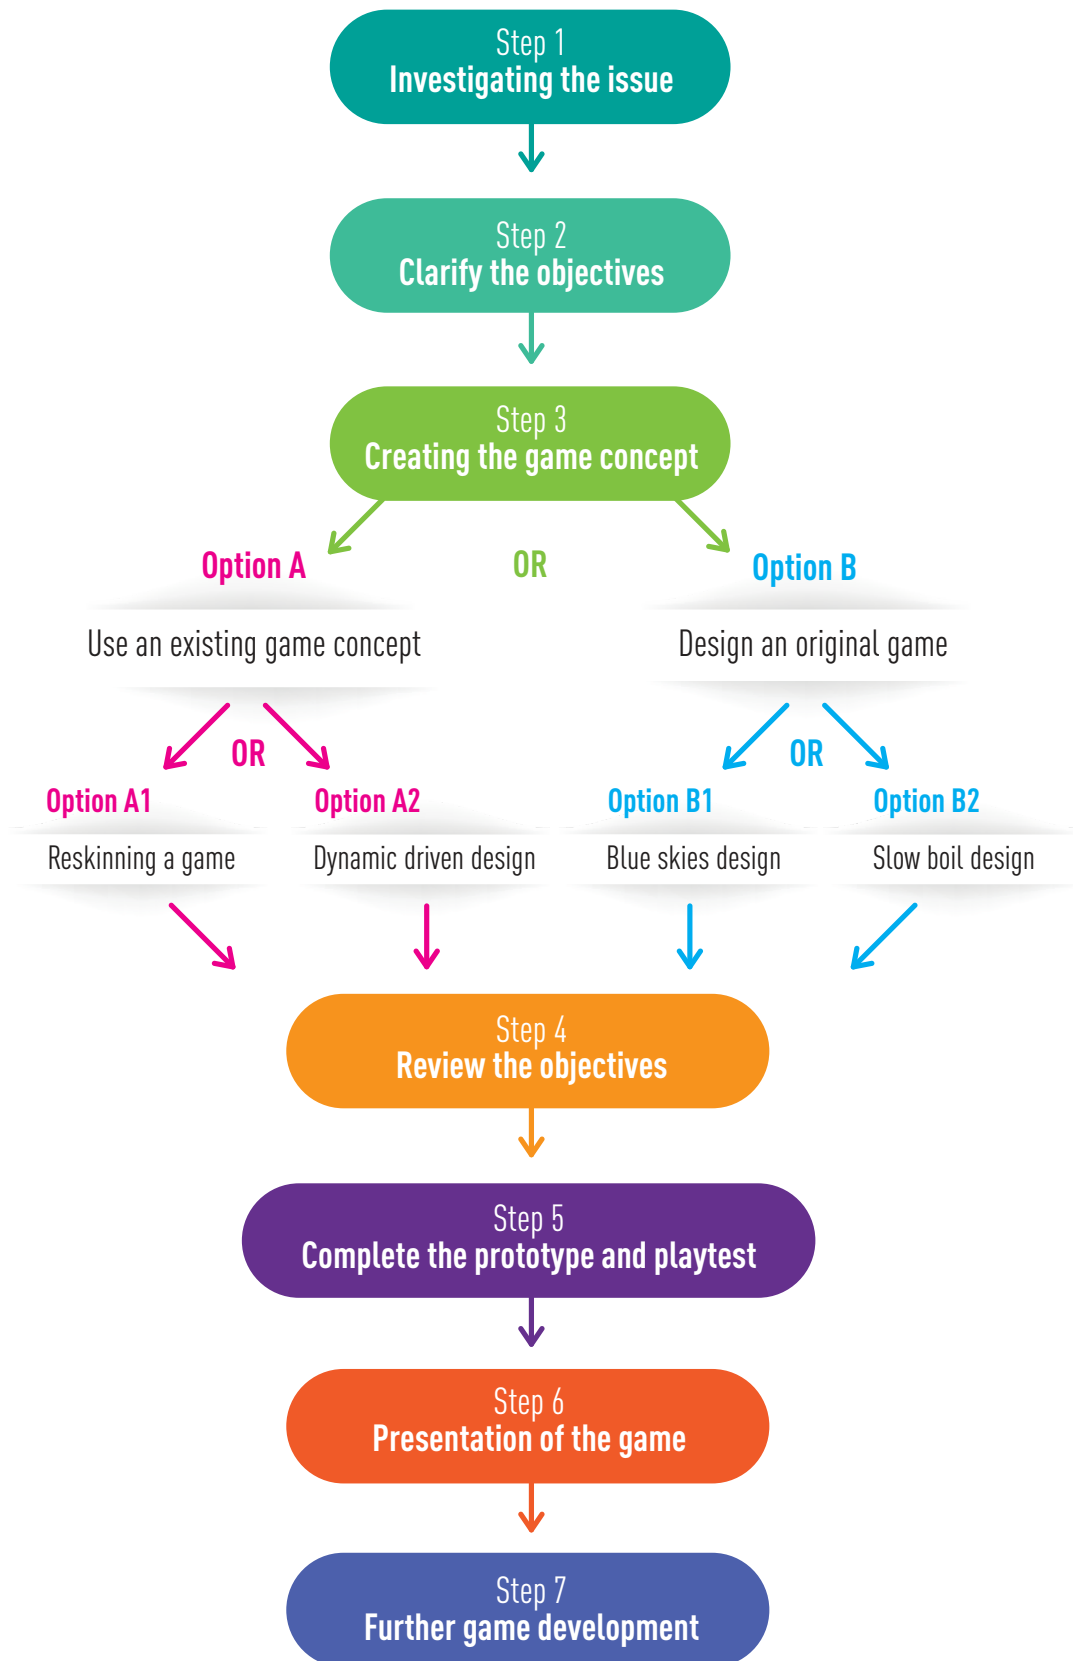 Step 1
Investigating the issue
Step 2
Clarify the objectives
Step 3
Creating the game concept
Option A
OR
Option B
Use an existing game concept
Design an original game
OR
OR
Option A1
Option A2
Option B1
Option B2
Reskinning a game
Dynamic driven design
Blue skies design
Slow boil design
Step 4
Review the objectives
Step 5
Complete the prototype and playtest
Step 6
Presentation of the game
Step 7
Further game development